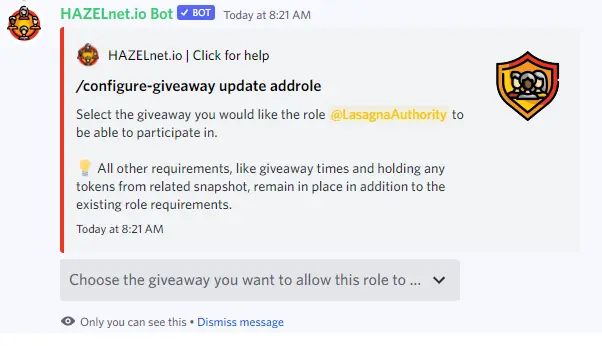 HAZELnet.io Bot ✓ BOT Today at 8:21 AM
HAZELnet.io | Click for help
/configure-giveaway update addrole
Select the giveaway you would like the role @LasagnaAuthority to
be able to participate in.
💡 All other requirements, like giveaway times and holding any
tokens from related snapshot, remain in place in addition to the
existing role requirements.
Today at 8:21 AM
Choose the giveaway you want to allow this role to ...
Only you can see this • Dismiss message